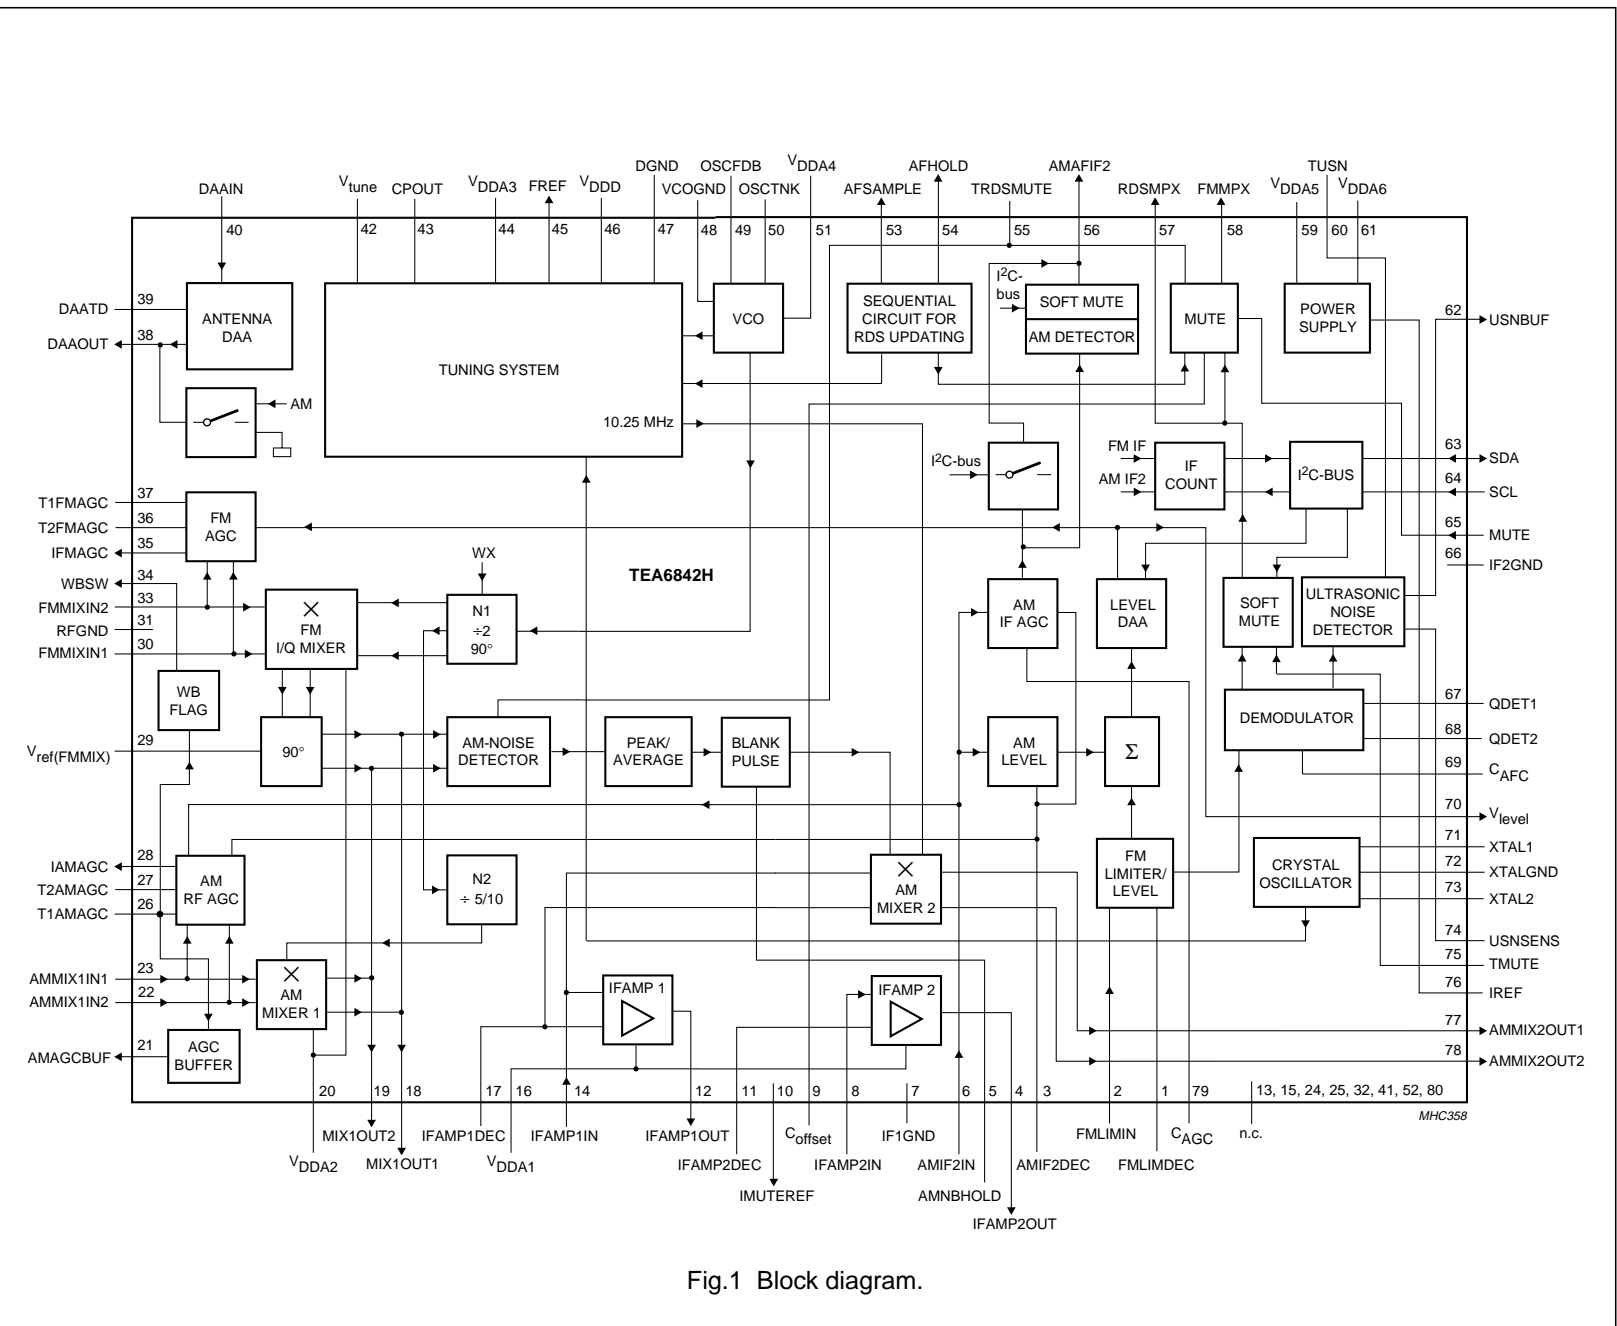 DGND OSCFDB VDDA4 AFHOLD AMAFIF2 TUSN
DAAIN Vtune CPOUT VDDA3 FREF VDDD VCOGND OSCTNK AFSAMPLE TRDSMUTE RDSMPX FMMPX VDDA5 VDDA6
40 42 43 44 45 46 47 48 49 50 51 53 54 55 56 57 58 59 60 61
DAATD 39
DAAOUT 38
ANTENNA
DAA
AM
TUNING SYSTEM
10.25 MHz
VCO
SEQUENTIAL
CIRCUIT FOR
RDS UPDATING
I2C-
bus
SOFT MUTE
AM DETECTOR
MUTE
POWER
SUPPLY
62 USNBUF
I2C-bus
FM IF
AM IF2
IF
COUNT
I2C-BUS
63 SDA
64 SCL
65 MUTE
66 IF2GND
T1FMAGC 37
T2FMAGC 36
IFMAGC 35
FM
AGC
WBSW 34
FMMIXIN2 33
RFGND 31
FMMIXIN1 30
×
FM
I/Q MIXER
WX
N1
÷2
90°
TEA6842H
AM
IF AGC
LEVEL
DAA
SOFT
MUTE
ULTRASONIC
NOISE
DETECTOR
WB
FLAG
Vref(FMMIX) 29
90°
AM-NOISE
DETECTOR
PEAK/
AVERAGE
BLANK
PULSE
AM
LEVEL
Σ
DEMODULATOR
67 QDET1
68 QDET2
69 CAFC
70 Vlevel
IAMAGC 28
T2AMAGC 27
T1AMAGC 26
AM
RF AGC
N2
÷ 5/10
×
AM
MIXER 2
FM
LIMITER/
LEVEL
CRYSTAL
OSCILLATOR
71 XTAL1
72 XTALGND
73 XTAL2
74 USNSENS
75 TMUTE
76 IREF
AMMIX1IN1 23
AMMIX1IN2 22
×
AM
MIXER 1
IFAMP 1
IFAMP 2
AMAGCBUF 21
AGC
BUFFER
77 AMMIX2OUT1
78 AMMIX2OUT2
20 19 18 17 16 14 12 11 10 9 8 7 6 5 4 3 2 1 79 13, 15, 24, 25, 32, 41, 52, 80
MHC358
MIX1OUT2 IFAMP1DEC IFAMP1IN IFAMP1OUT Coffset IF1GND FMLIMIN CAGC n.c.
VDDA2 MIX1OUT1 VDDA1 IFAMP2DEC IFAMP2IN AMIF2IN AMIF2DEC FMLIMDEC
IMUTEREF AMNBHOLD
IFAMP2OUT
Fig.1 Block diagram.